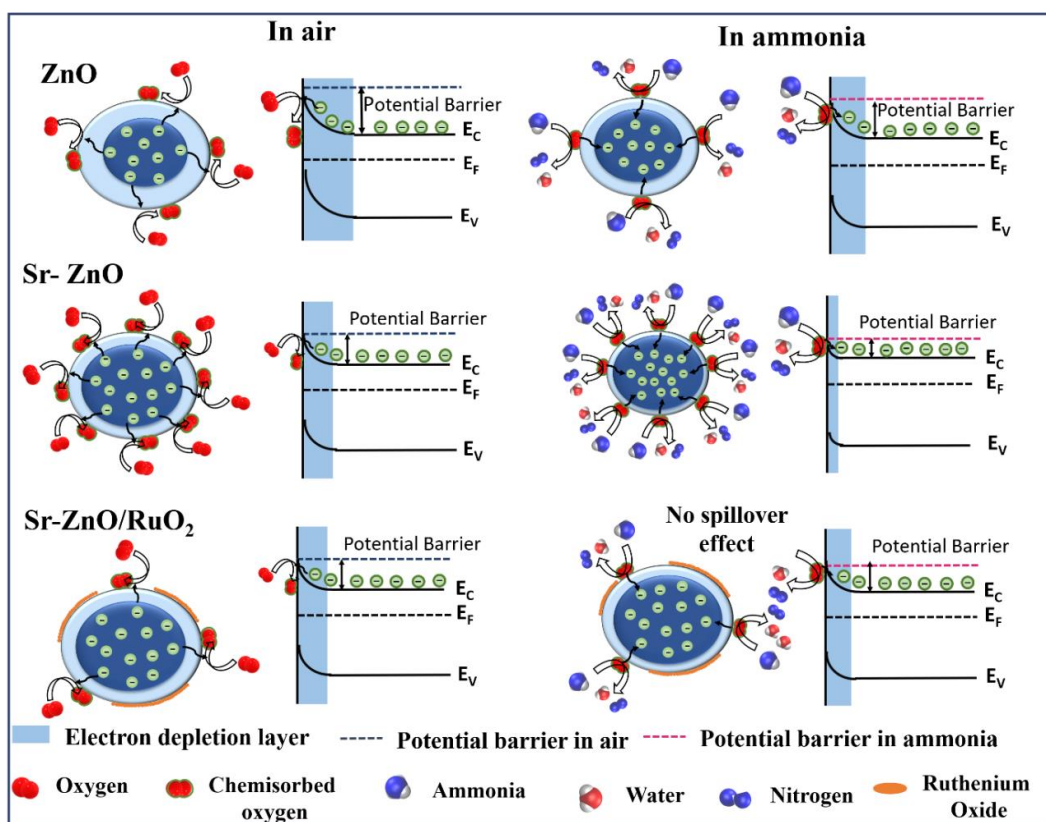 In air
In ammonia
ZnO
Potential Barrier
E_C
E_F
E_V
Potential Barrier
E_C
E_F
E_V
Sr- ZnO
Potential Barrier
E_C
E_F
E_V
Potential Barrier
E_C
E_F
E_V
Sr-ZnO/RuO₂
Potential Barrier
E_C
E_F
E_V
No spillover
effect
Potential Barrier
E_C
E_F
E_V
Electron depletion layer
Potential barrier in air
Potential barrier in ammonia
Oxygen
Chemisorbed
oxygen
Ammonia
Water
Nitrogen
Ruthenium
Oxide